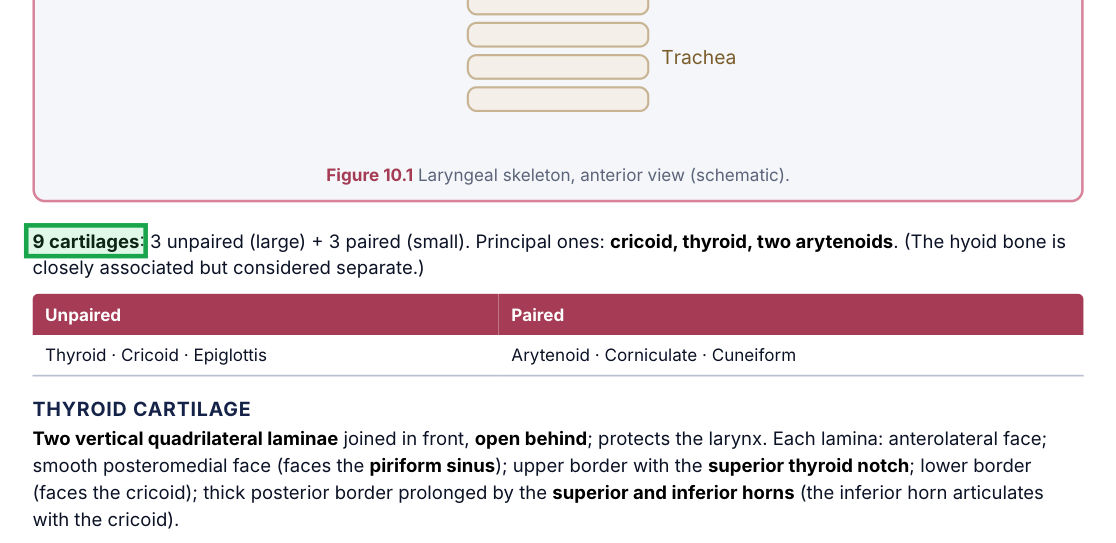 Trachea
Figure 10.1 Laryngeal skeleton, anterior view (schematic).
9 cartilages: 3 unpaired (large) + 3 paired (small). Principal ones: cricoid, thyroid, two arytenoids. (The hyoid bone is
closely associated but considered separate.)
Unpaired Paired
Thyroid · Cricoid · Epiglottis Arytenoid · Corniculate · Cuneiform
THYROID CARTILAGE
Two vertical quadrilateral laminae joined in front, open behind; protects the larynx. Each lamina: anterolateral face;
smooth posteromedial face (faces the piriform sinus); upper border with the superior thyroid notch; lower border
(faces the cricoid); thick posterior border prolonged by the superior and inferior horns (the inferior horn articulates
with the cricoid).